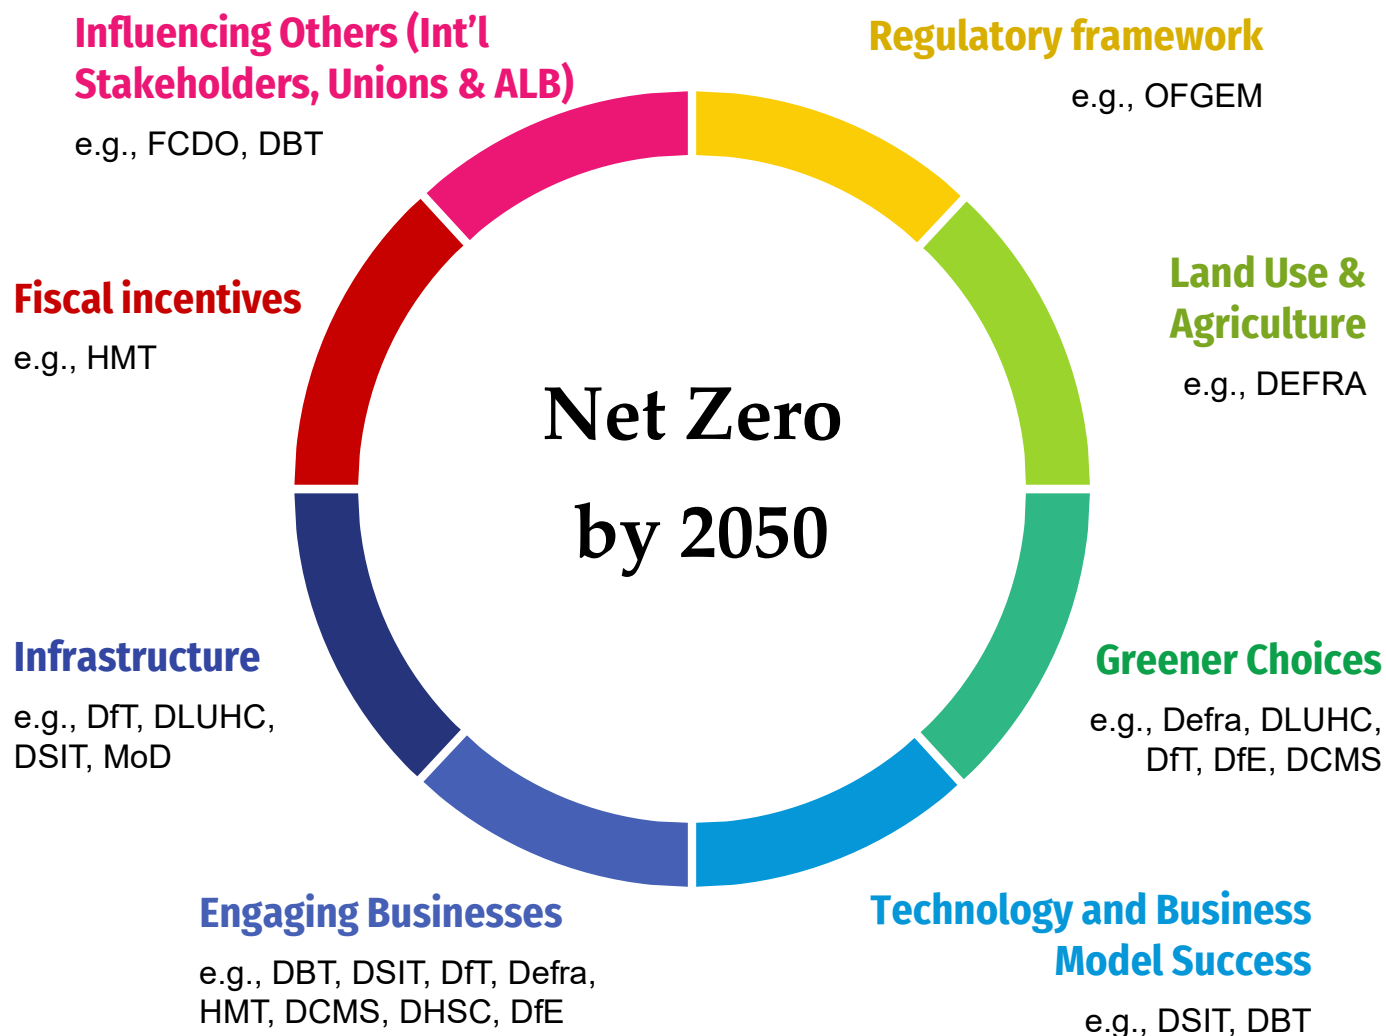 Influencing Others (Int’l
Stakeholders, Unions & ALB)
e.g., FCDO, DBT
Regulatory framework
e.g., OFGEM
Fiscal incentives
e.g., HMT
Land Use &
Agriculture
e.g., DEFRA
Net Zero
by 2050
Infrastructure
e.g., DfT, DLUHC,
DSIT, MoD
Greener Choices
e.g., Defra, DLUHC,
DfT, DfE, DCMS
Engaging Businesses
e.g., DBT, DSIT, DfT, Defra,
HMT, DCMS, DHSC, DfE
Technology and Business
Model Success
e.g., DSIT, DBT